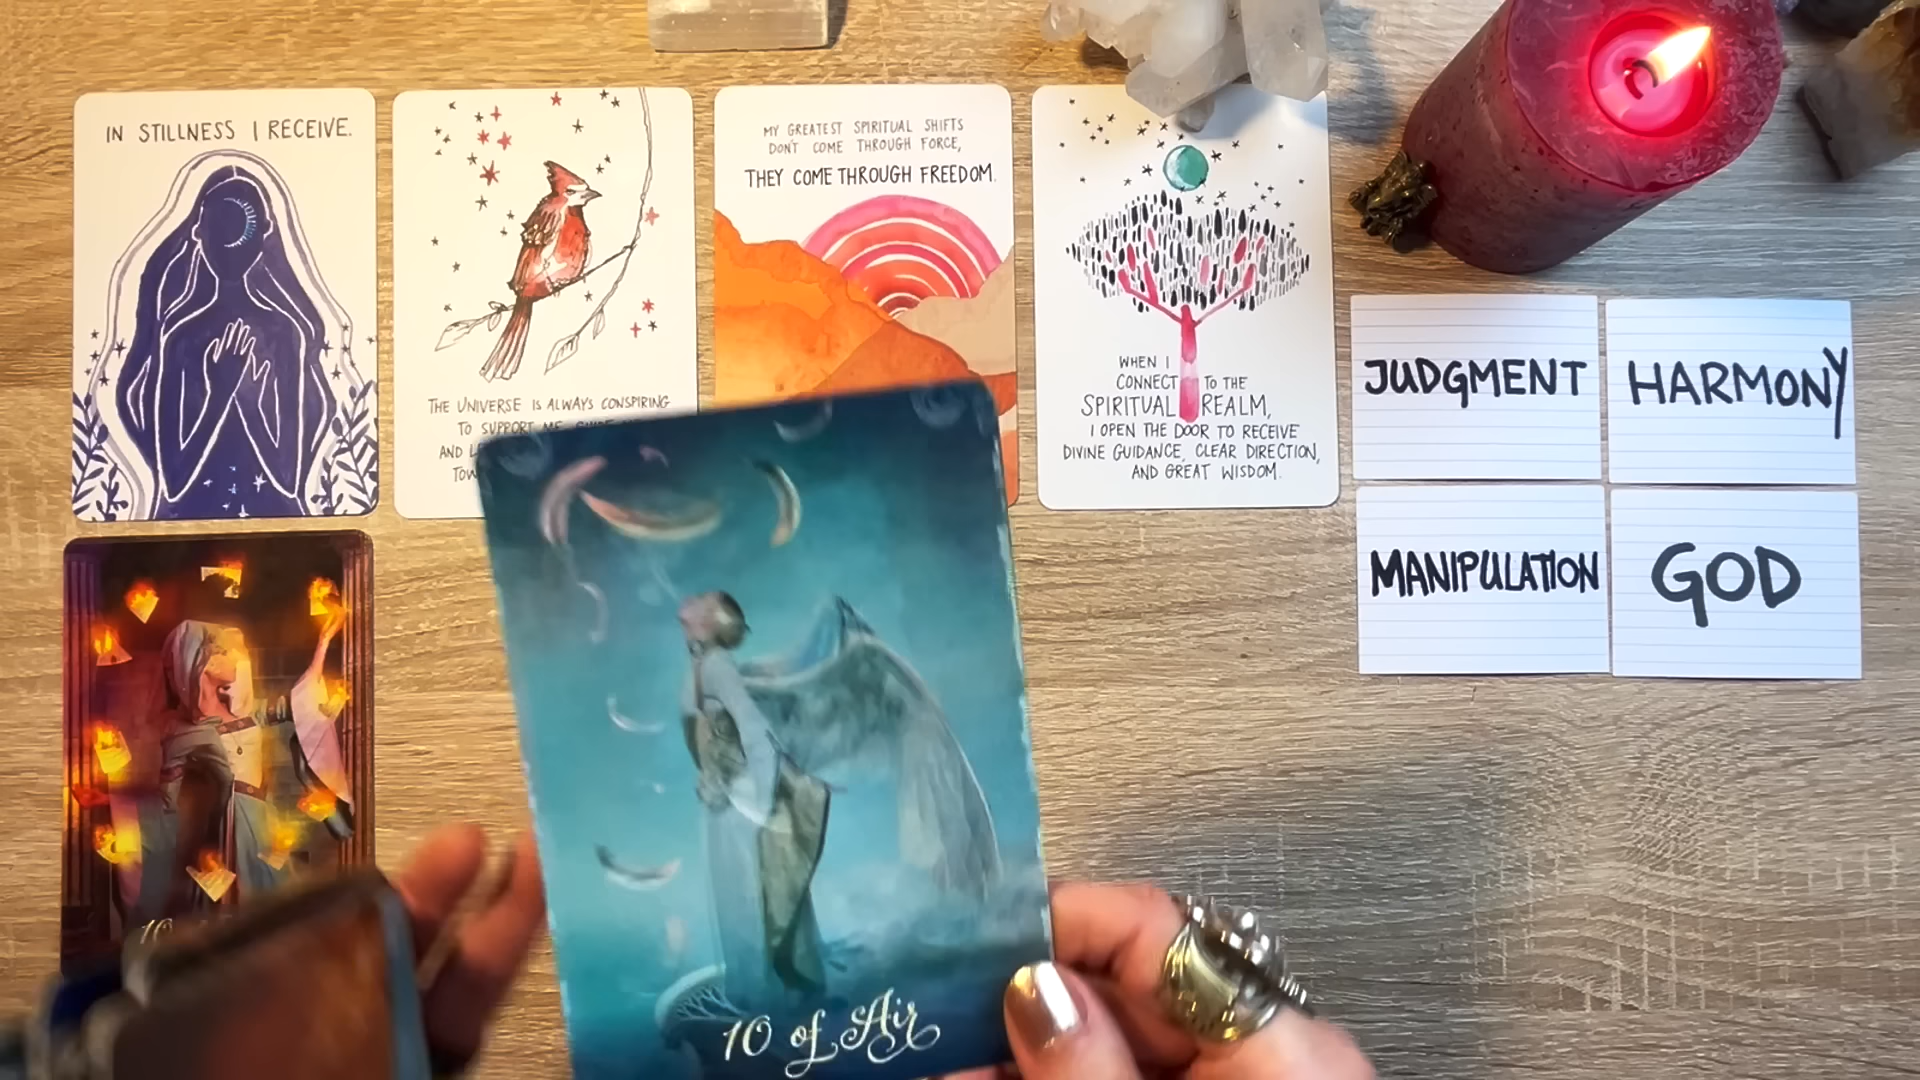 IN STILLNESS I RECEIVE.
THE UNIVERSE IS ALWAYS CONSPIRING
TO SUPPORT ME,
AND
MY GREATEST SPIRITUAL SHIFTS
DON'T COME THROUGH FORCE,
THEY COME THROUGH FREEDOM.
WHEN I
CONNECT TO THE
SPIRITUAL REALM,
I OPEN THE DOOR TO RECEIVE
DIVINE GUIDANCE, CLEAR DIRECTION,
AND GREAT WISDOM.
JUDGMENT
HARMONY
MANIPULATION
GOD
10
10 of Air